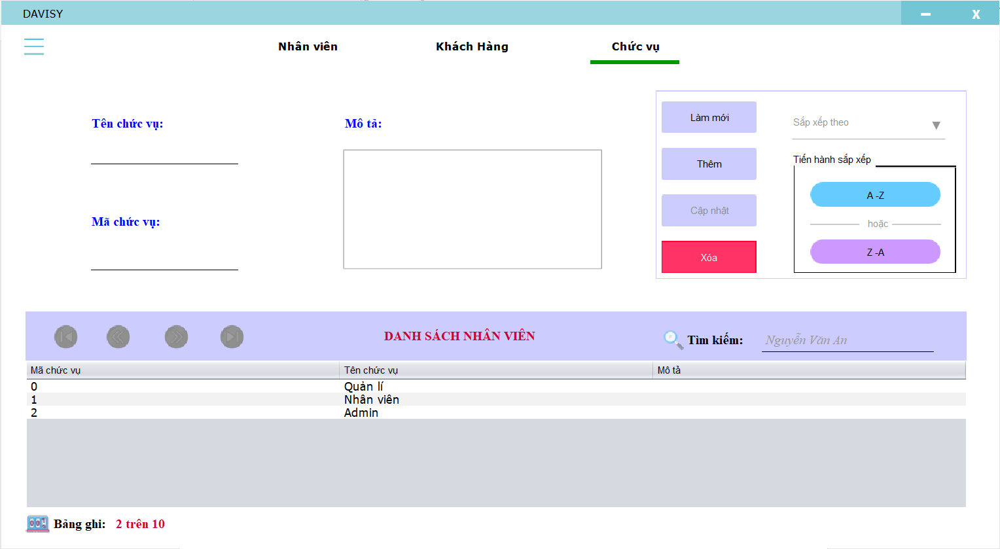 DAVISY
X
Nhân viên
Khách Hàng
Chức vụ
Tên chức vụ:
Mô tả:
Mã chức vụ:
Làm mới
Thêm
Cập nhật
Xóa
Sắp xếp theo
Tiến hành sắp xếp
A -Z
hoặc
Z -A
DANH SÁCH NHÂN VIÊN
Tìm kiếm:
Nguyễn Văn An
Mã chức vụ Tên chức vụ Mô tả
0 Quản lí
1 Nhân viên
2 Admin
Bảng ghi: 2 trên 10